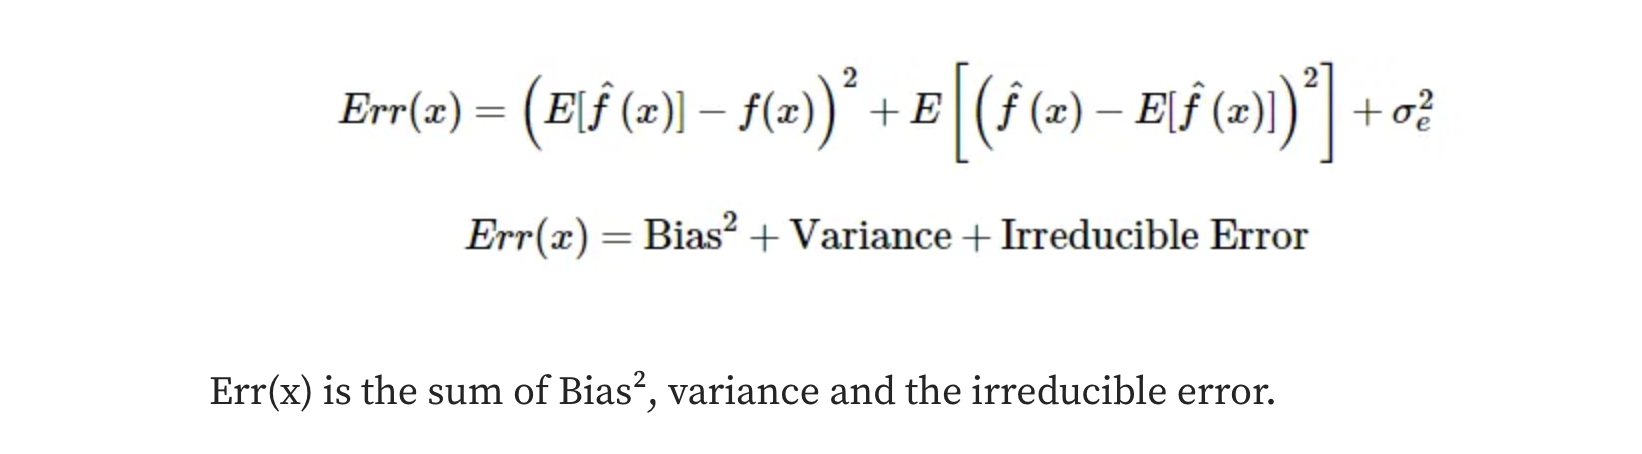 Err(x) = (E[f̂(x)] − f(x))² + E[(f̂(x) − E[f̂(x)])²] + σₑ²
Err(x) = Bias² + Variance + Irreducible Error
Err(x) is the sum of Bias², variance and the irreducible error.